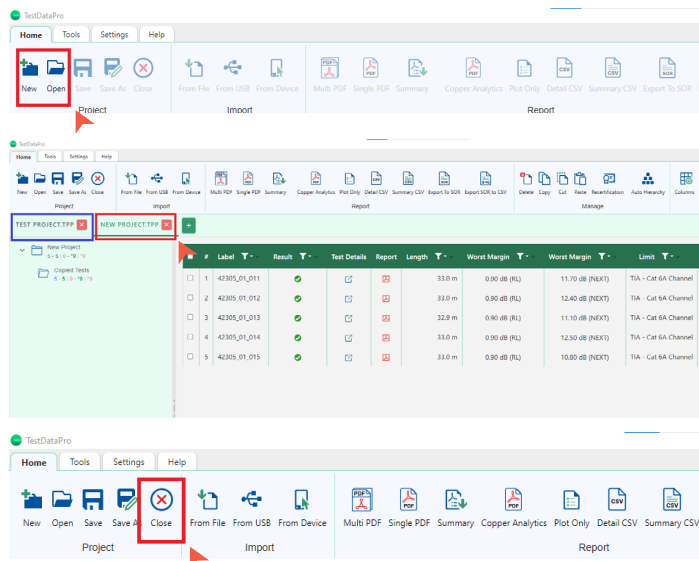 TestDataPro
Home Tools Settings Help
New Open Save Save As Close From File From USB From Device Multi PDF Single PDF Summary Copper Analytics Plot Only Detail CSV Summary CSV Export To SOR
Project Import Report
TestDataPro
Home Tools Settings Help
New Open Save Save As Close From File From USB From Device Multi PDF Single PDF Summary Copper Analytics Plot Only Detail CSV Summary CSV Export to SOR Export SOR to CSV Delete Copy Cut Paste Recertification Auto Hierarchy Columns
Project Import Report Manage
TEST PROJECT.TPP NEW PROJECT.TPP
New Project
5 - 5 | 0 - *0 | *0
Copied Tests
5 - 5 | 0 - *0 | *0
# Label Result Test Details Report Length Worst Margin Worst Margin Limit
1 42305_01_011 33.0 m 0.90 dB (RL) 11.70 dB (NEXT) TIA - Cat 6A Channel
2 42305_01_012 33.0 m 0.90 dB (RL) 12.40 dB (NEXT) TIA - Cat 6A Channel
3 42305_01_013 32.9 m 0.90 dB (RL) 11.10 dB (NEXT) TIA - Cat 6A Channel
4 42305_01_014 33.0 m 0.90 dB (RL) 12.50 dB (NEXT) TIA - Cat 6A Channel
5 42305_01_015 33.0 m 0.90 dB (RL) 10.80 dB (NEXT) TIA - Cat 6A Channel
TestDataPro
Home Tools Settings Help
New Open Save Save As Close From File From USB From Device Multi PDF Single PDF Summary Copper Analytics Plot Only Detail CSV Summary CSV
Project Import Report